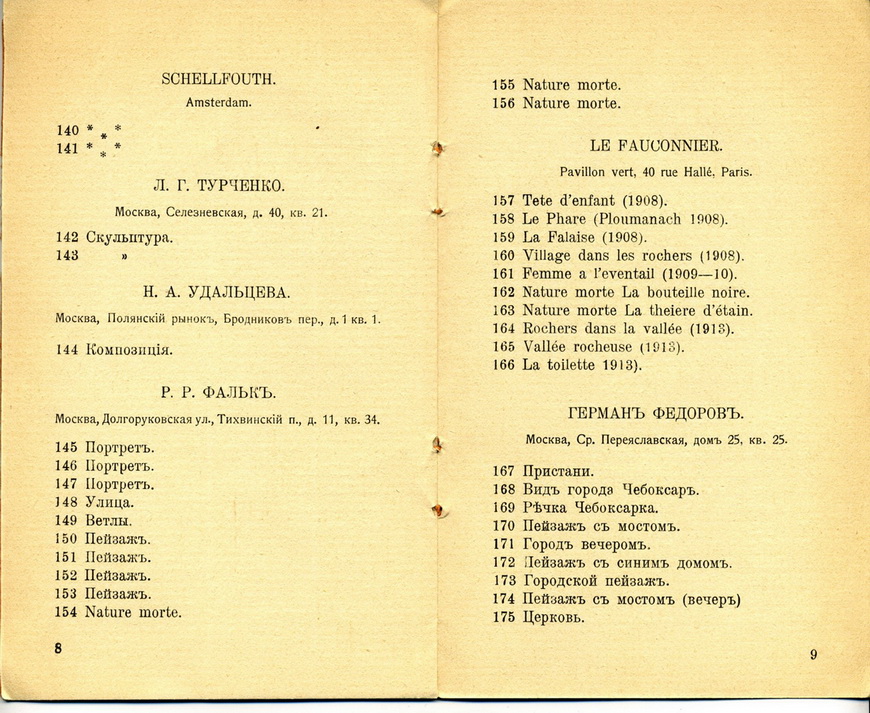 SCHELLFOUTH.
Amsterdam.
140 * * *
141 * * *
Л. Г. ТУРЧЕНКО.
Москва, Селезневская, д. 40, кв. 21.
142 Скульптура.
143 »
Н. А. УДАЛЬЦЕВА.
Москва, Полянскій рынокъ, Бродниковъ пер., д. 1 кв. 1.
144 Композиція.
Р. Р. ФАЛЬКЪ.
Москва, Долгоруковская ул., Тихвинскій п., д. 11, кв. 34.
145 Портретъ.
146 Портретъ.
147 Портретъ.
148 Улица.
149 Ветлы.
150 Пейзажъ.
151 Пейзажъ.
152 Пейзажъ.
153 Пейзажъ.
154 Nature morte.
8
155 Nature morte.
156 Nature morte.
LE FAUCONNIER.
Pavillon vert, 40 rue Hallé, Paris.
157 Tete d'enfant (1908).
158 Le Phare (Ploumanach 1908).
159 La Falaise (1908).
160 Village dans les rochers (1908).
161 Femme a l'eventail (1909—10).
162 Nature morte La bouteille noire.
163 Nature morte La theiere d'étain.
164 Rochers dans la vallée (1913).
165 Vallée rocheuse (1913).
166 La toilette 1913).
ГЕРМАНЪ ФЕДОРОВЪ.
Москва, Ср. Переяславская, домъ 25, кв. 25.
167 Пристани.
168 Видъ города Чебоксаръ.
169 Рѣчка Чебоксарка.
170 Пейзажъ съ мостомъ.
171 Городъ вечеромъ.
172 Пейзажъ съ синимъ домомъ.
173 Городской пейзажъ.
174 Пейзажъ съ мостомъ (вечеръ)
175 Церковь.
9